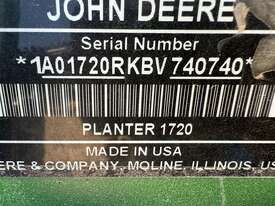 JOHN DEERE
Serial Number
*1A01720RKBV740740*
PLANTER 1720
MADE IN USA
ERE & COMPANY, MOLINE, ILLINOIS, US